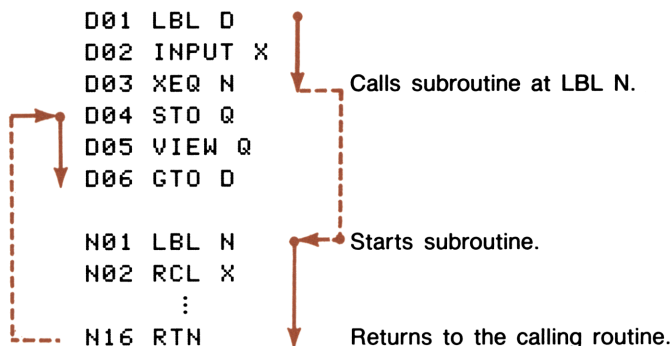 D01 LBL D
D02 INPUT X
D03 XEQ N Calls subroutine at LBL N.
D04 STO Q
D05 VIEW Q
D06 GTO D
N01 LBL N Starts subroutine.
N02 RCL X
⋮
N16 RTN Returns to the calling routine.